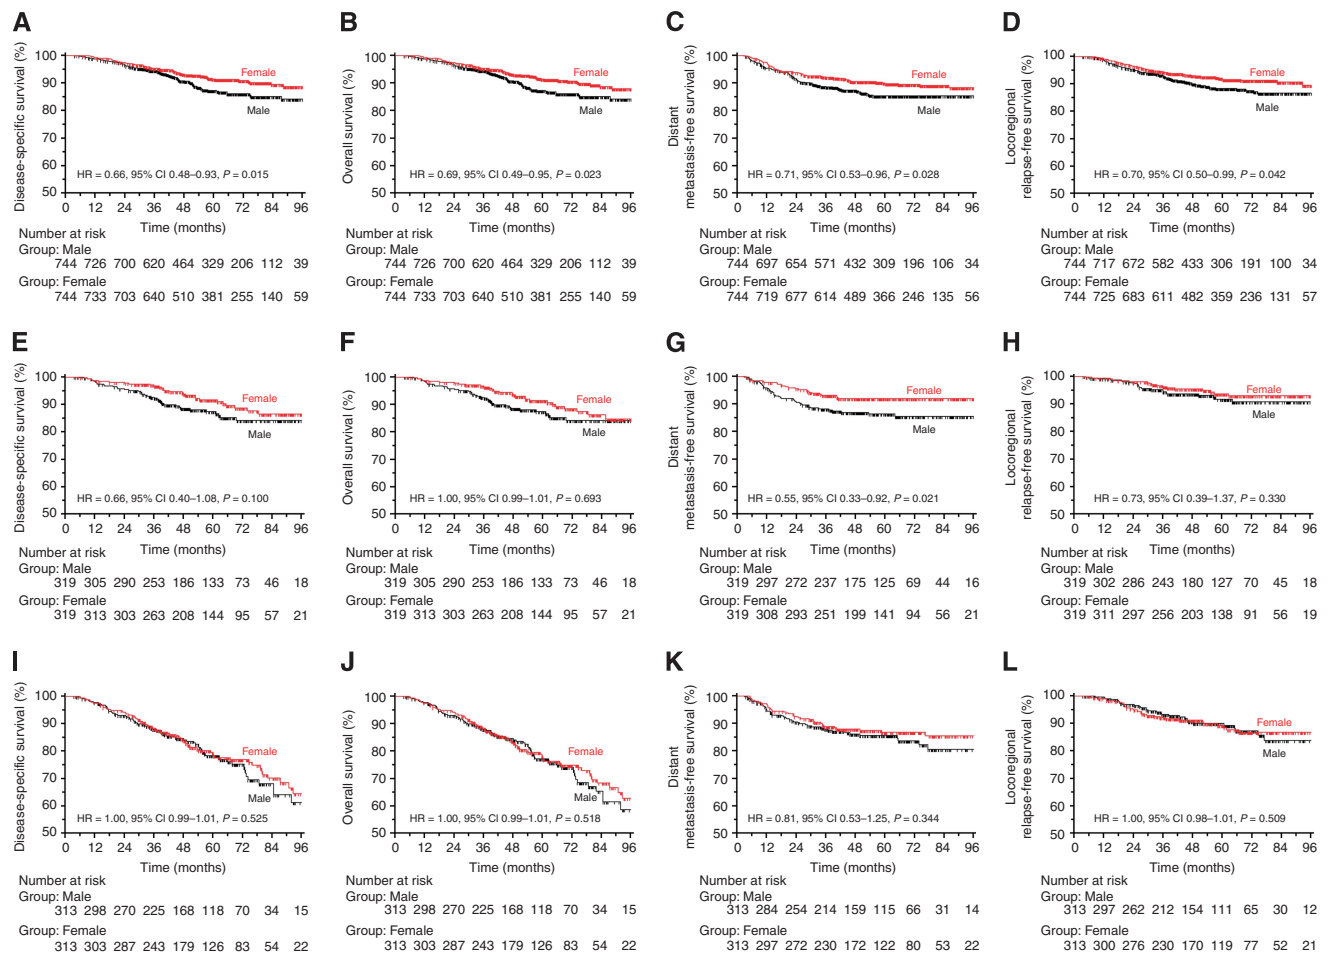 A
Disease-specific survival (%)
100
90
80
70
60
50
Female
Male
HR = 0.66, 95% CI 0.48–0.93, P = 0.015
0 12 24 36 48 60 72 84 96
Time (months)
Number at risk
Group: Male
744 726 700 620 464 329 206 112 39
Group: Female
744 733 703 640 510 381 255 140 59
B
Overall survival (%)
100
90
80
70
60
50
Female
Male
HR = 0.69, 95% CI 0.49–0.95, P = 0.023
0 12 24 36 48 60 72 84 96
Time (months)
Number at risk
Group: Male
744 726 700 620 464 329 206 112 39
Group: Female
744 733 703 640 510 381 255 140 59
C
Distant
metastasis-free survival (%)
100
90
80
70
60
50
Female
Male
HR = 0.71, 95% CI 0.53–0.96, P = 0.028
0 12 24 36 48 60 72 84 96
Time (months)
Number at risk
Group: Male
744 697 654 571 432 309 196 106 34
Group: Female
744 719 677 614 489 366 246 135 56
D
Locoregional
relapse-free survival (%)
100
90
80
70
60
50
Female
Male
HR = 0.70, 95% CI 0.50–0.99, P = 0.042
0 12 24 36 48 60 72 84 96
Time (months)
Number at risk
Group: Male
744 717 672 582 433 306 191 100 34
Group: Female
744 725 683 611 482 359 236 131 57
E
Disease-specific survival (%)
100
90
80
70
60
50
Female
Male
HR = 0.66, 95% CI 0.40–1.08, P = 0.100
0 12 24 36 48 60 72 84 96
Time (months)
Number at risk
Group: Male
319 305 290 253 186 133 73 46 18
Group: Female
319 313 303 263 208 144 95 57 21
F
Overall survival (%)
100
90
80
70
60
50
Female
Male
HR = 1.00, 95% CI 0.99–1.01, P = 0.693
0 12 24 36 48 60 72 84 96
Time (months)
Number at risk
Group: Male
319 305 290 253 186 133 73 46 18
Group: Female
319 313 303 263 208 144 95 57 21
G
Distant
metastasis-free survival (%)
100
90
80
70
60
50
Female
Male
HR = 0.55, 95% CI 0.33–0.92, P = 0.021
0 12 24 36 48 60 72 84 96
Time (months)
Number at risk
Group: Male
319 297 272 237 175 125 69 44 16
Group: Female
319 308 293 251 199 141 94 56 21
H
Locoregional
relapse-free survival (%)
100
90
80
70
60
50
Female
Male
HR = 0.73, 95% CI 0.39–1.37, P = 0.330
0 12 24 36 48 60 72 84 96
Time (months)
Number at risk
Group: Male
319 302 286 243 180 127 70 45 18
Group: Female
319 311 297 256 203 138 91 56 19
I
Disease-specific survival (%)
100
90
80
70
60
50
Female
Male
HR = 1.00, 95% CI 0.99–1.01, P = 0.525
0 12 24 36 48 60 72 84 96
Time (months)
Number at risk
Group: Male
313 298 270 225 168 118 70 34 15
Group: Female
313 303 287 243 179 126 83 54 22
J
Overall survival (%)
100
90
80
70
60
50
Female
Male
HR = 1.00, 95% CI 0.99–1.01, P = 0.518
0 12 24 36 48 60 72 84 96
Time (months)
Number at risk
Group: Male
313 298 270 225 168 118 70 34 15
Group: Female
313 303 287 243 179 126 83 54 22
K
Distant
metastasis-free survival (%)
100
90
80
70
60
50
Female
Male
HR = 0.81, 95% CI 0.53–1.25, P = 0.344
0 12 24 36 48 60 72 84 96
Time (months)
Number at risk
Group: Male
313 284 254 214 159 115 66 31 14
Group: Female
313 297 272 230 172 122 80 53 22
L
Locoregional
relapse-free survival (%)
100
90
80
70
60
50
Female
Male
HR = 1.00, 95% CI 0.98–1.01, P = 0.509
0 12 24 36 48 60 72 84 96
Time (months)
Number at risk
Group: Male
313 297 262 212 154 111 65 30 12
Group: Female
313 300 276 230 170 119 77 52 21